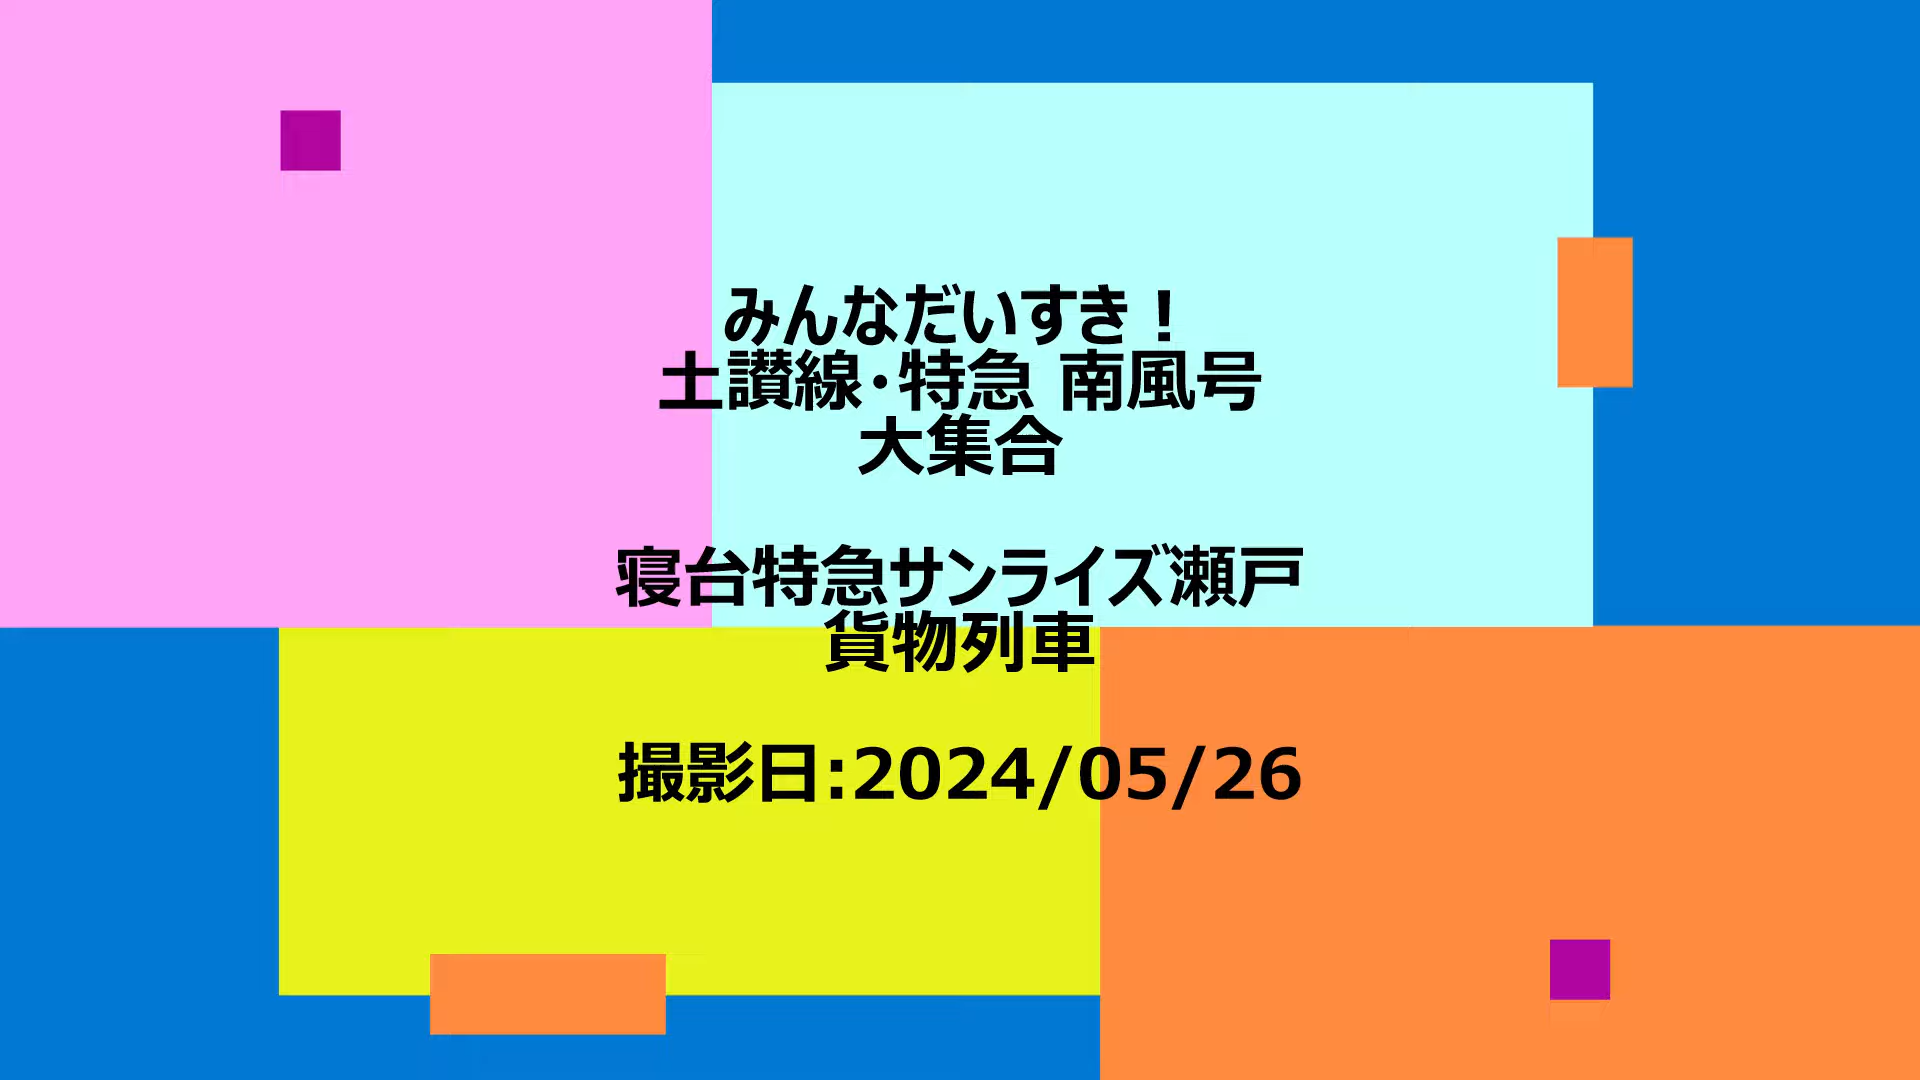 みんなだいすき！
土讃線･特急 南風号
大集合
寝台特急サンライズ瀬戸
貨物列車
撮影日:2024/05/26